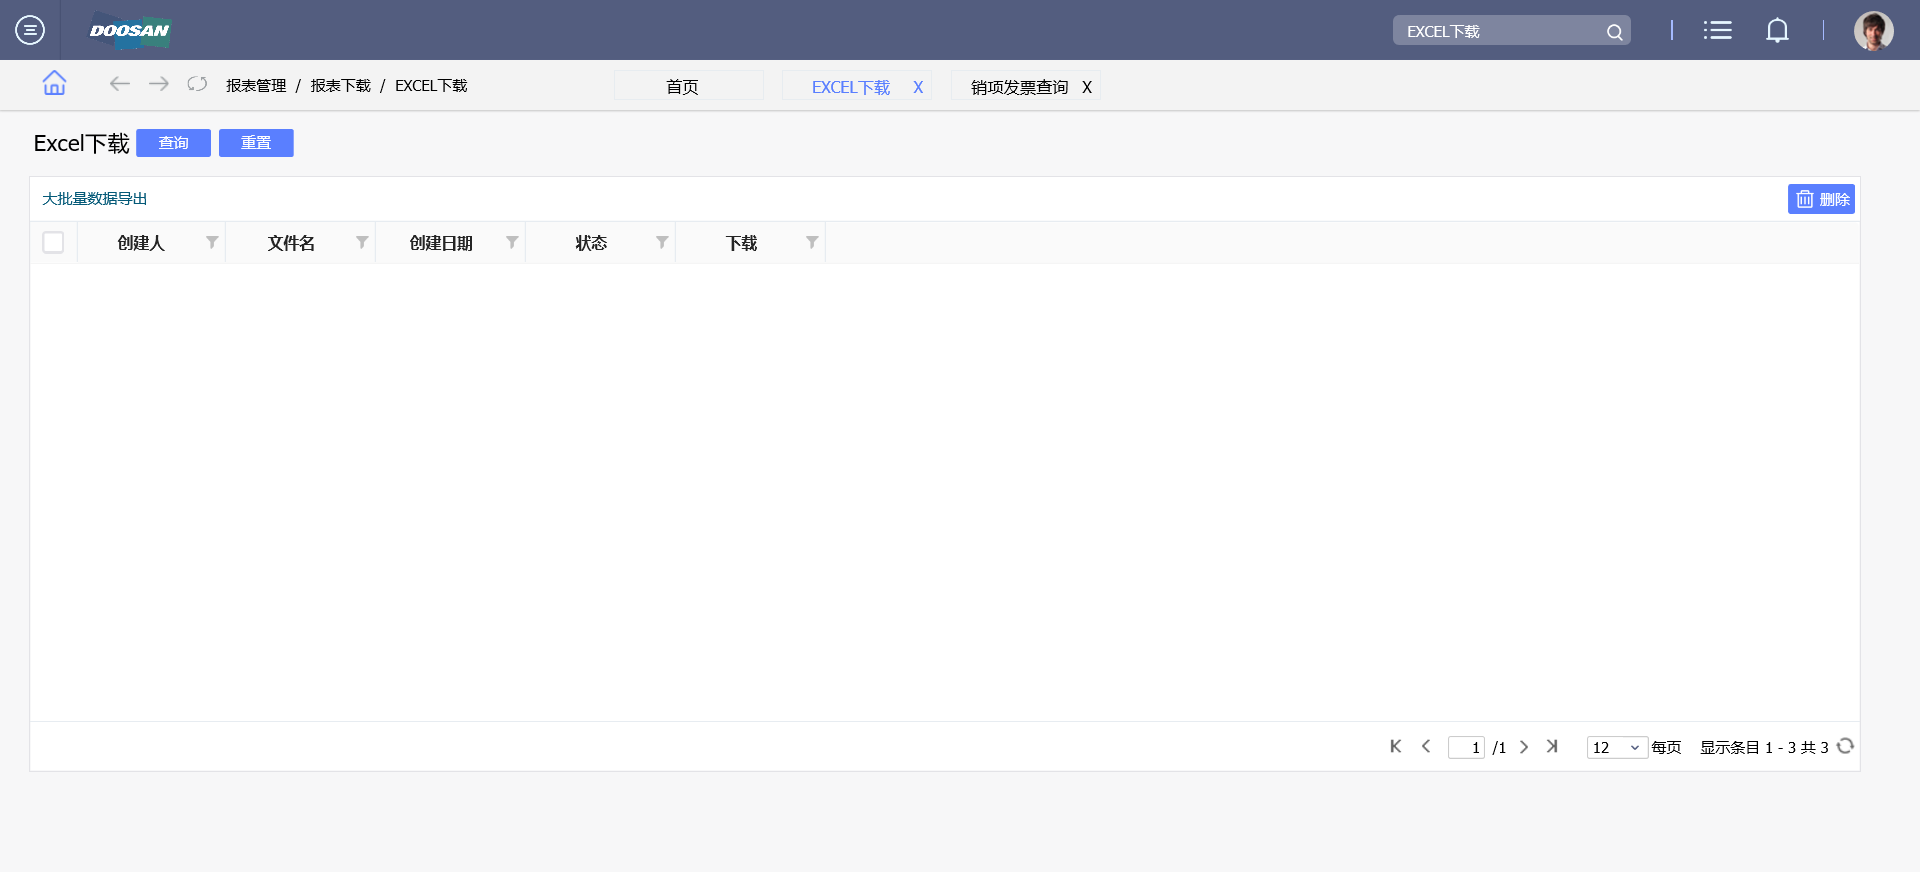 DOOSAN
EXCEL下载
报表管理 / 报表下载 / EXCEL下载
首页
EXCEL下载 X
销项发票查询 X
Excel下载 查询 重置
大批量数据导出
删除
创建人 文件名 创建日期 状态 下载
1 /1 12 每页 显示条目 1 - 3 共 3